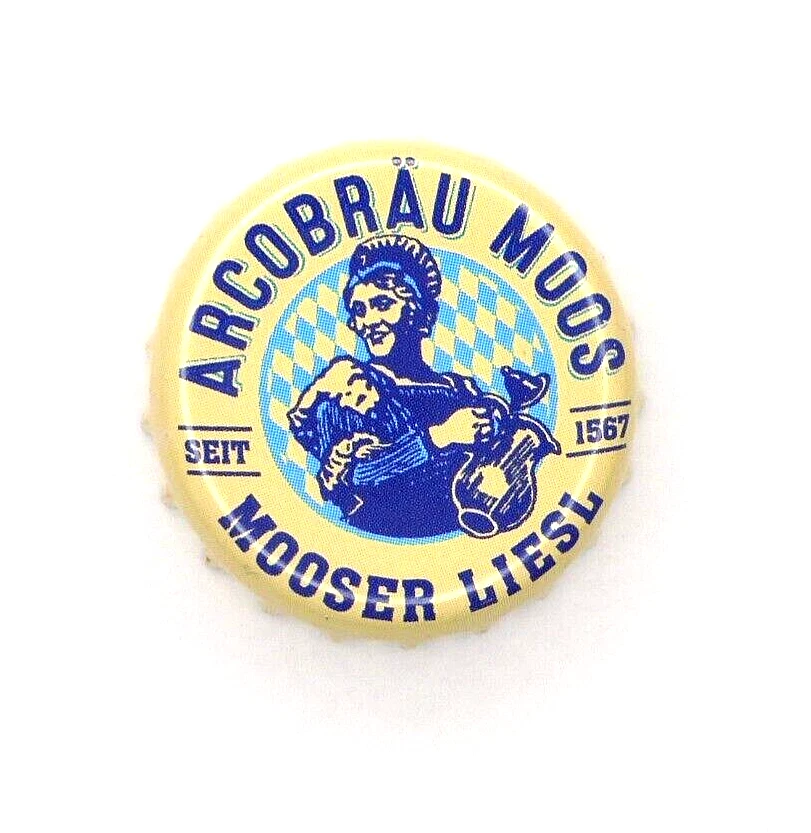 ARCOBRÄU MOOS
SEIT
1567
MOOSER LIESL